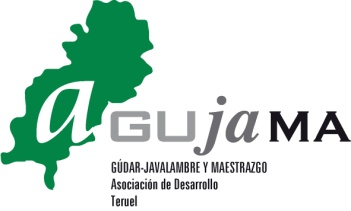 aGUjaMA
GÚDAR-JAVALAMBRE Y MAESTRAZGO
Asociación de Desarrollo
Teruel